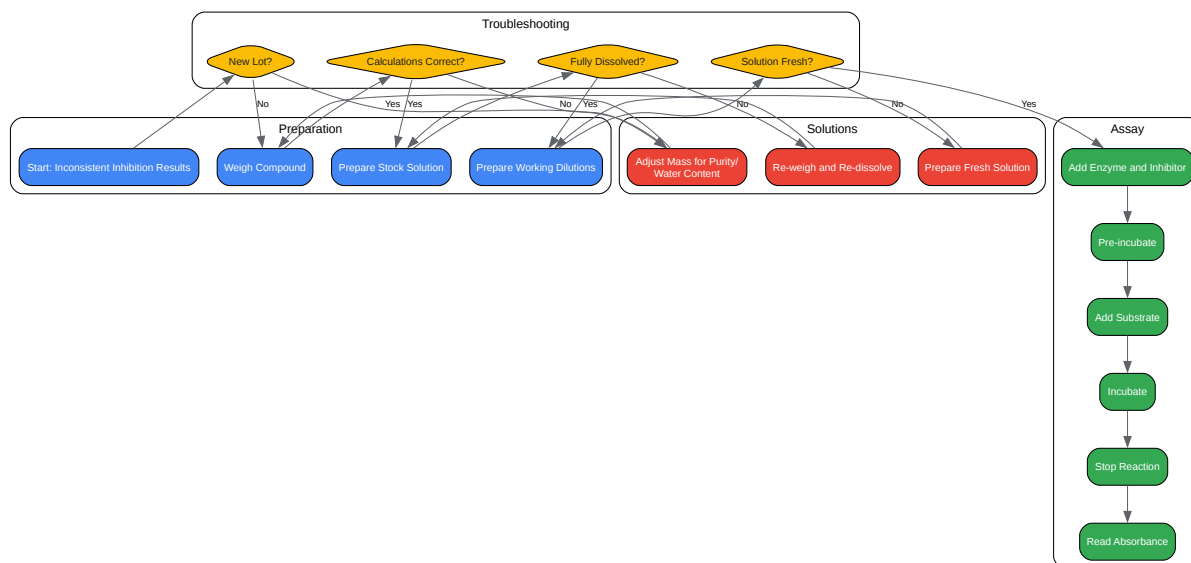 Troubleshooting
New Lot?
Calculations Correct?
Fully Dissolved?
Solution Fresh?
No
Yes
Yes
No
Yes
No
No
Yes
Preparation
Solutions
Assay
Start: Inconsistent Inhibition Results
Weigh Compound
Prepare Stock Solution
Prepare Working Dilutions
Adjust Mass for Purity/
Water Content
Re-weigh and Re-dissolve
Prepare Fresh Solution
Add Enzyme and Inhibitor
Pre-incubate
Add Substrate
Incubate
Stop Reaction
Read Absorbance